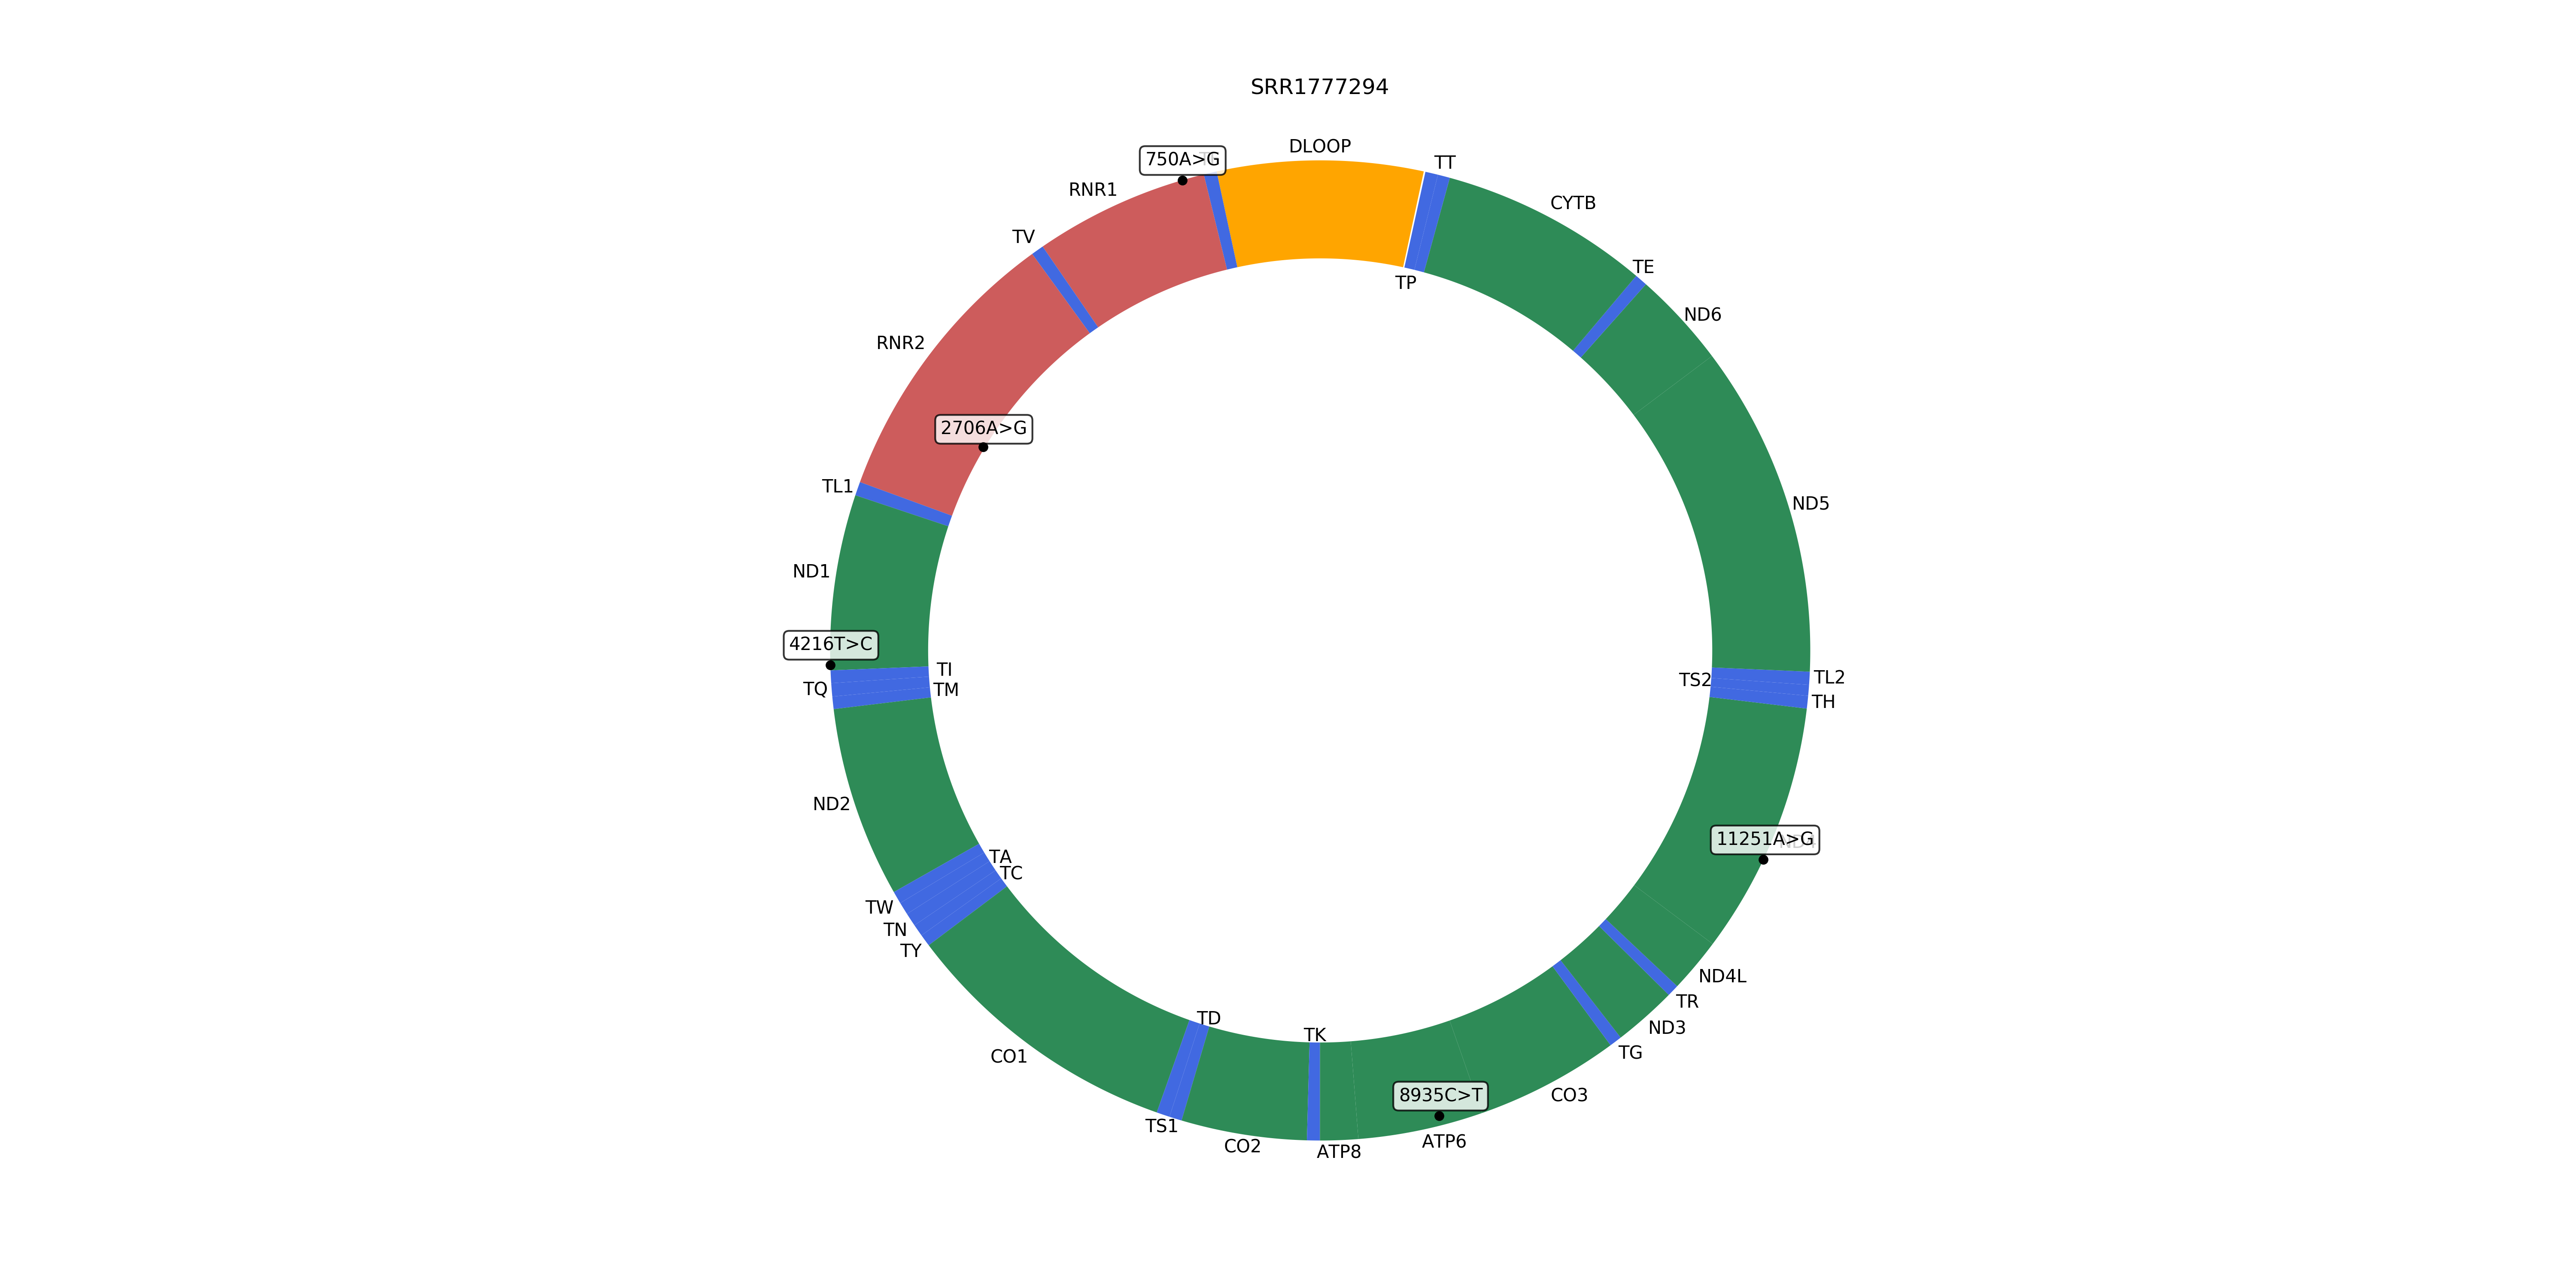 SRR1777294
DLOOP
750A>G
TT
RNR1
CYTB
TV
TE
TP
ND6
RNR2
2706A>G
TL1
ND5
ND1
4216T>C
TI
TQ
TM
TS2
TL2
TH
ND2
11251A>G
TA
TC
TW
TN
TY
ND4L
TR
TD
ND3
TK
TG
CO1
8935C>T
CO3
TS1
CO2
ATP8
ATP6